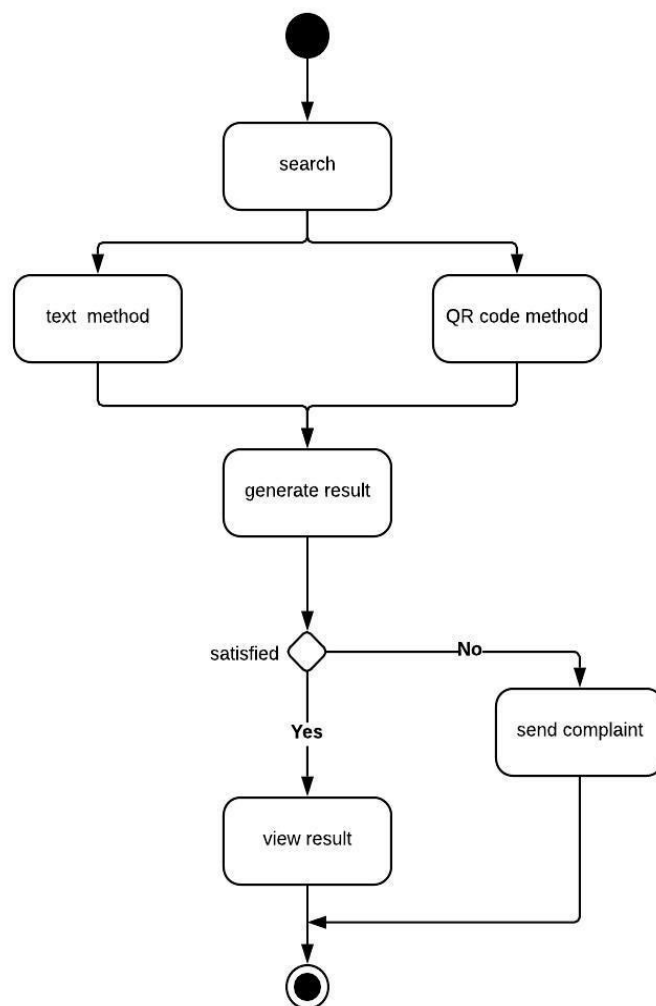 search
text method
QR code method
generate result
satisfied
No
send complaint
Yes
view result